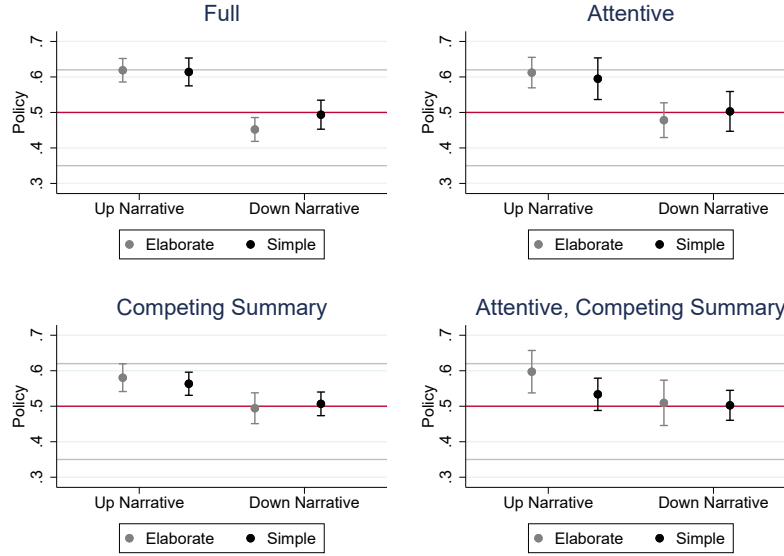 Full
Policy
.7
.6
.5
.4
.3
Up Narrative Down Narrative
Elaborate Simple
Attentive
Policy
.7
.6
.5
.4
.3
Up Narrative Down Narrative
Elaborate Simple
Competing Summary
Policy
.7
.6
.5
.4
.3
Up Narrative Down Narrative
Elaborate Simple
Attentive, Competing Summary
Policy
.7
.6
.5
.4
.3
Up Narrative Down Narrative
Elaborate Simple